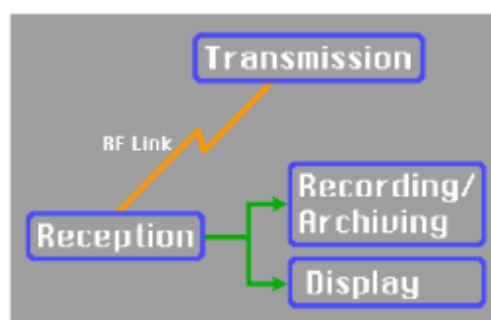 Transmission
RF Link
Reception
Recording/
Archiving
Display